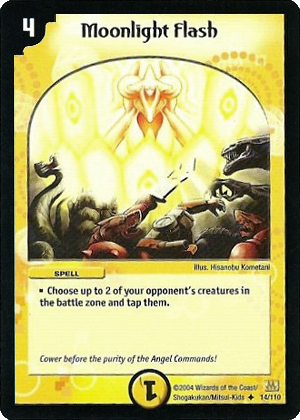 4
Moonlight Flash
Illus. Hisanobu Kometani
SPELL
▪ Choose up to 2 of your opponent's creatures in
the battle zone and tap them.
Cower before the purity of the Angel Commands!
1
©2004 Wizards of the Coast/
Shogakukan/Mitsui-Kids ♦ 14/110